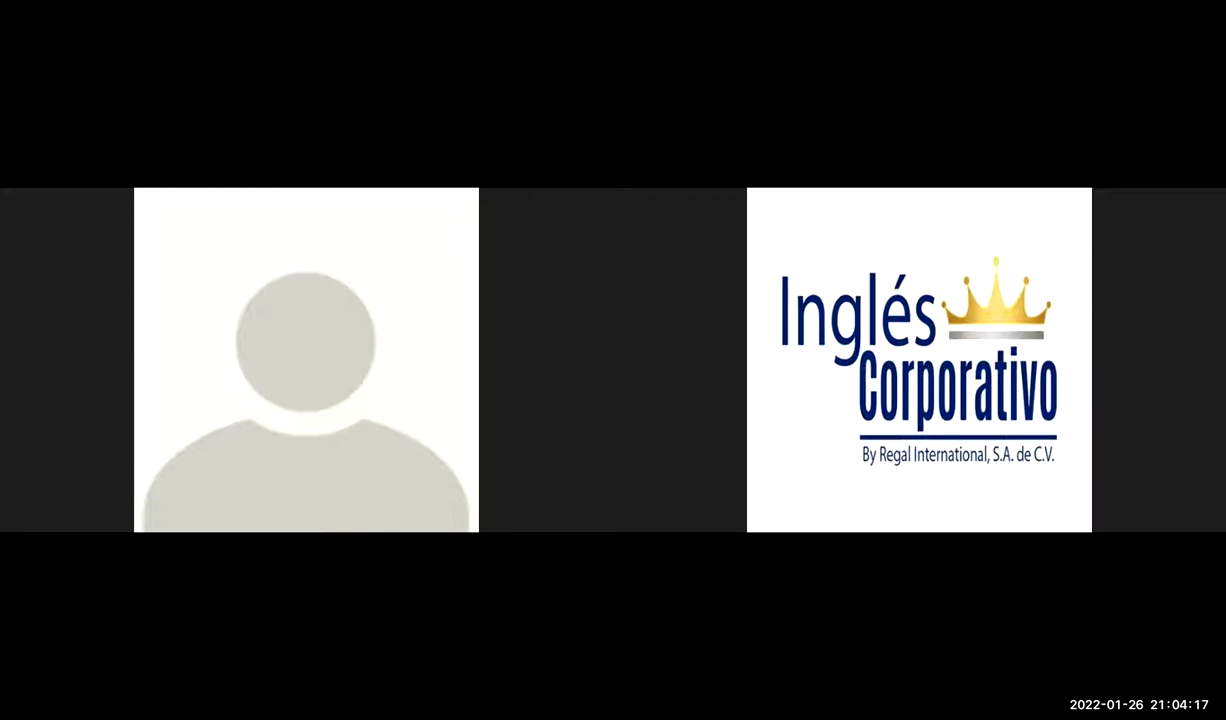 Inglés
Corporativo
By Regal International, S.A. de C.V.
2022-01-26 21:04:17